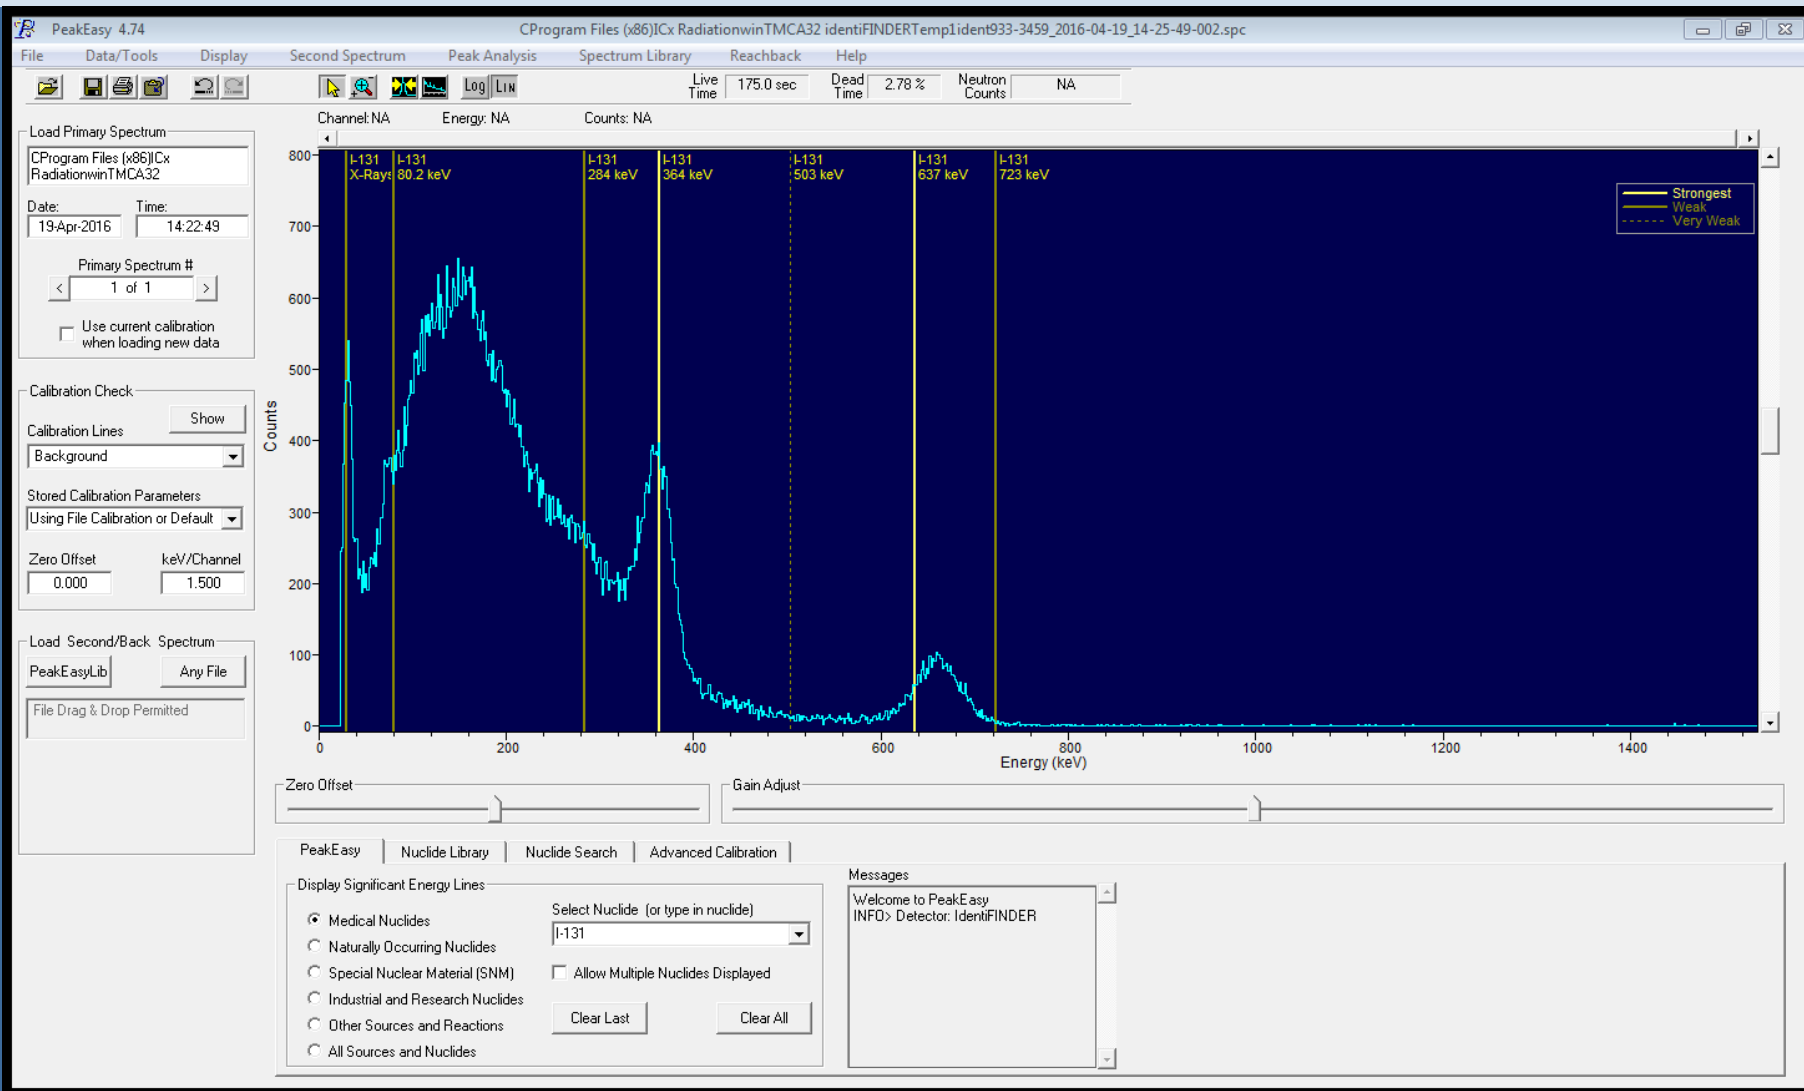 PeakEasy 4.74
CProgram Files (x86)ICx RadiationwinTMCA32 identiFINDERTemp1ident933-3459_2016-04-19_14-25-49-002.spc
File Data/Tools Display Second Spectrum Peak Analysis Spectrum Library Reachback Help
Log LIN
Live Time 175.0 sec
Dead Time 2.78 %
Neutron Counts NA
Channel: NA Energy: NA Counts: NA
Load Primary Spectrum
CProgram Files (x86)ICx
RadiationwinTMCA32
Date: Time:
19-Apr-2016 14:22:49
Primary Spectrum #
< 1 of 1 >
Use current calibration
when loading new data
Calibration Check
Show
Calibration Lines
Background
Stored Calibration Parameters
Using File Calibration or Default
Zero Offset keV/Channel
0.000 1.500
Load Second/Back Spectrum
PeakEasyLib Any File
File Drag & Drop Permitted
I-131 I-131 I-131 I-131 I-131 I-131 I-131
X-Rays 80.2 keV 284 keV 364 keV 503 keV 637 keV 723 keV
Strongest
Weak
Very Weak
Counts
800
700
600
500
400
300
200
100
0
0 200 400 600 800 1000 1200 1400
Energy (keV)
Zero Offset Gain Adjust
PeakEasy Nuclide Library Nuclide Search Advanced Calibration
Display Significant Energy Lines
Medical Nuclides
Naturally Occurring Nuclides
Special Nuclear Material (SNM)
Industrial and Research Nuclides
Other Sources and Reactions
All Sources and Nuclides
Select Nuclide (or type in nuclide)
I-131
Allow Multiple Nuclides Displayed
Clear Last Clear All
Messages
Welcome to PeakEasy
INFO> Detector: IdentiFINDER